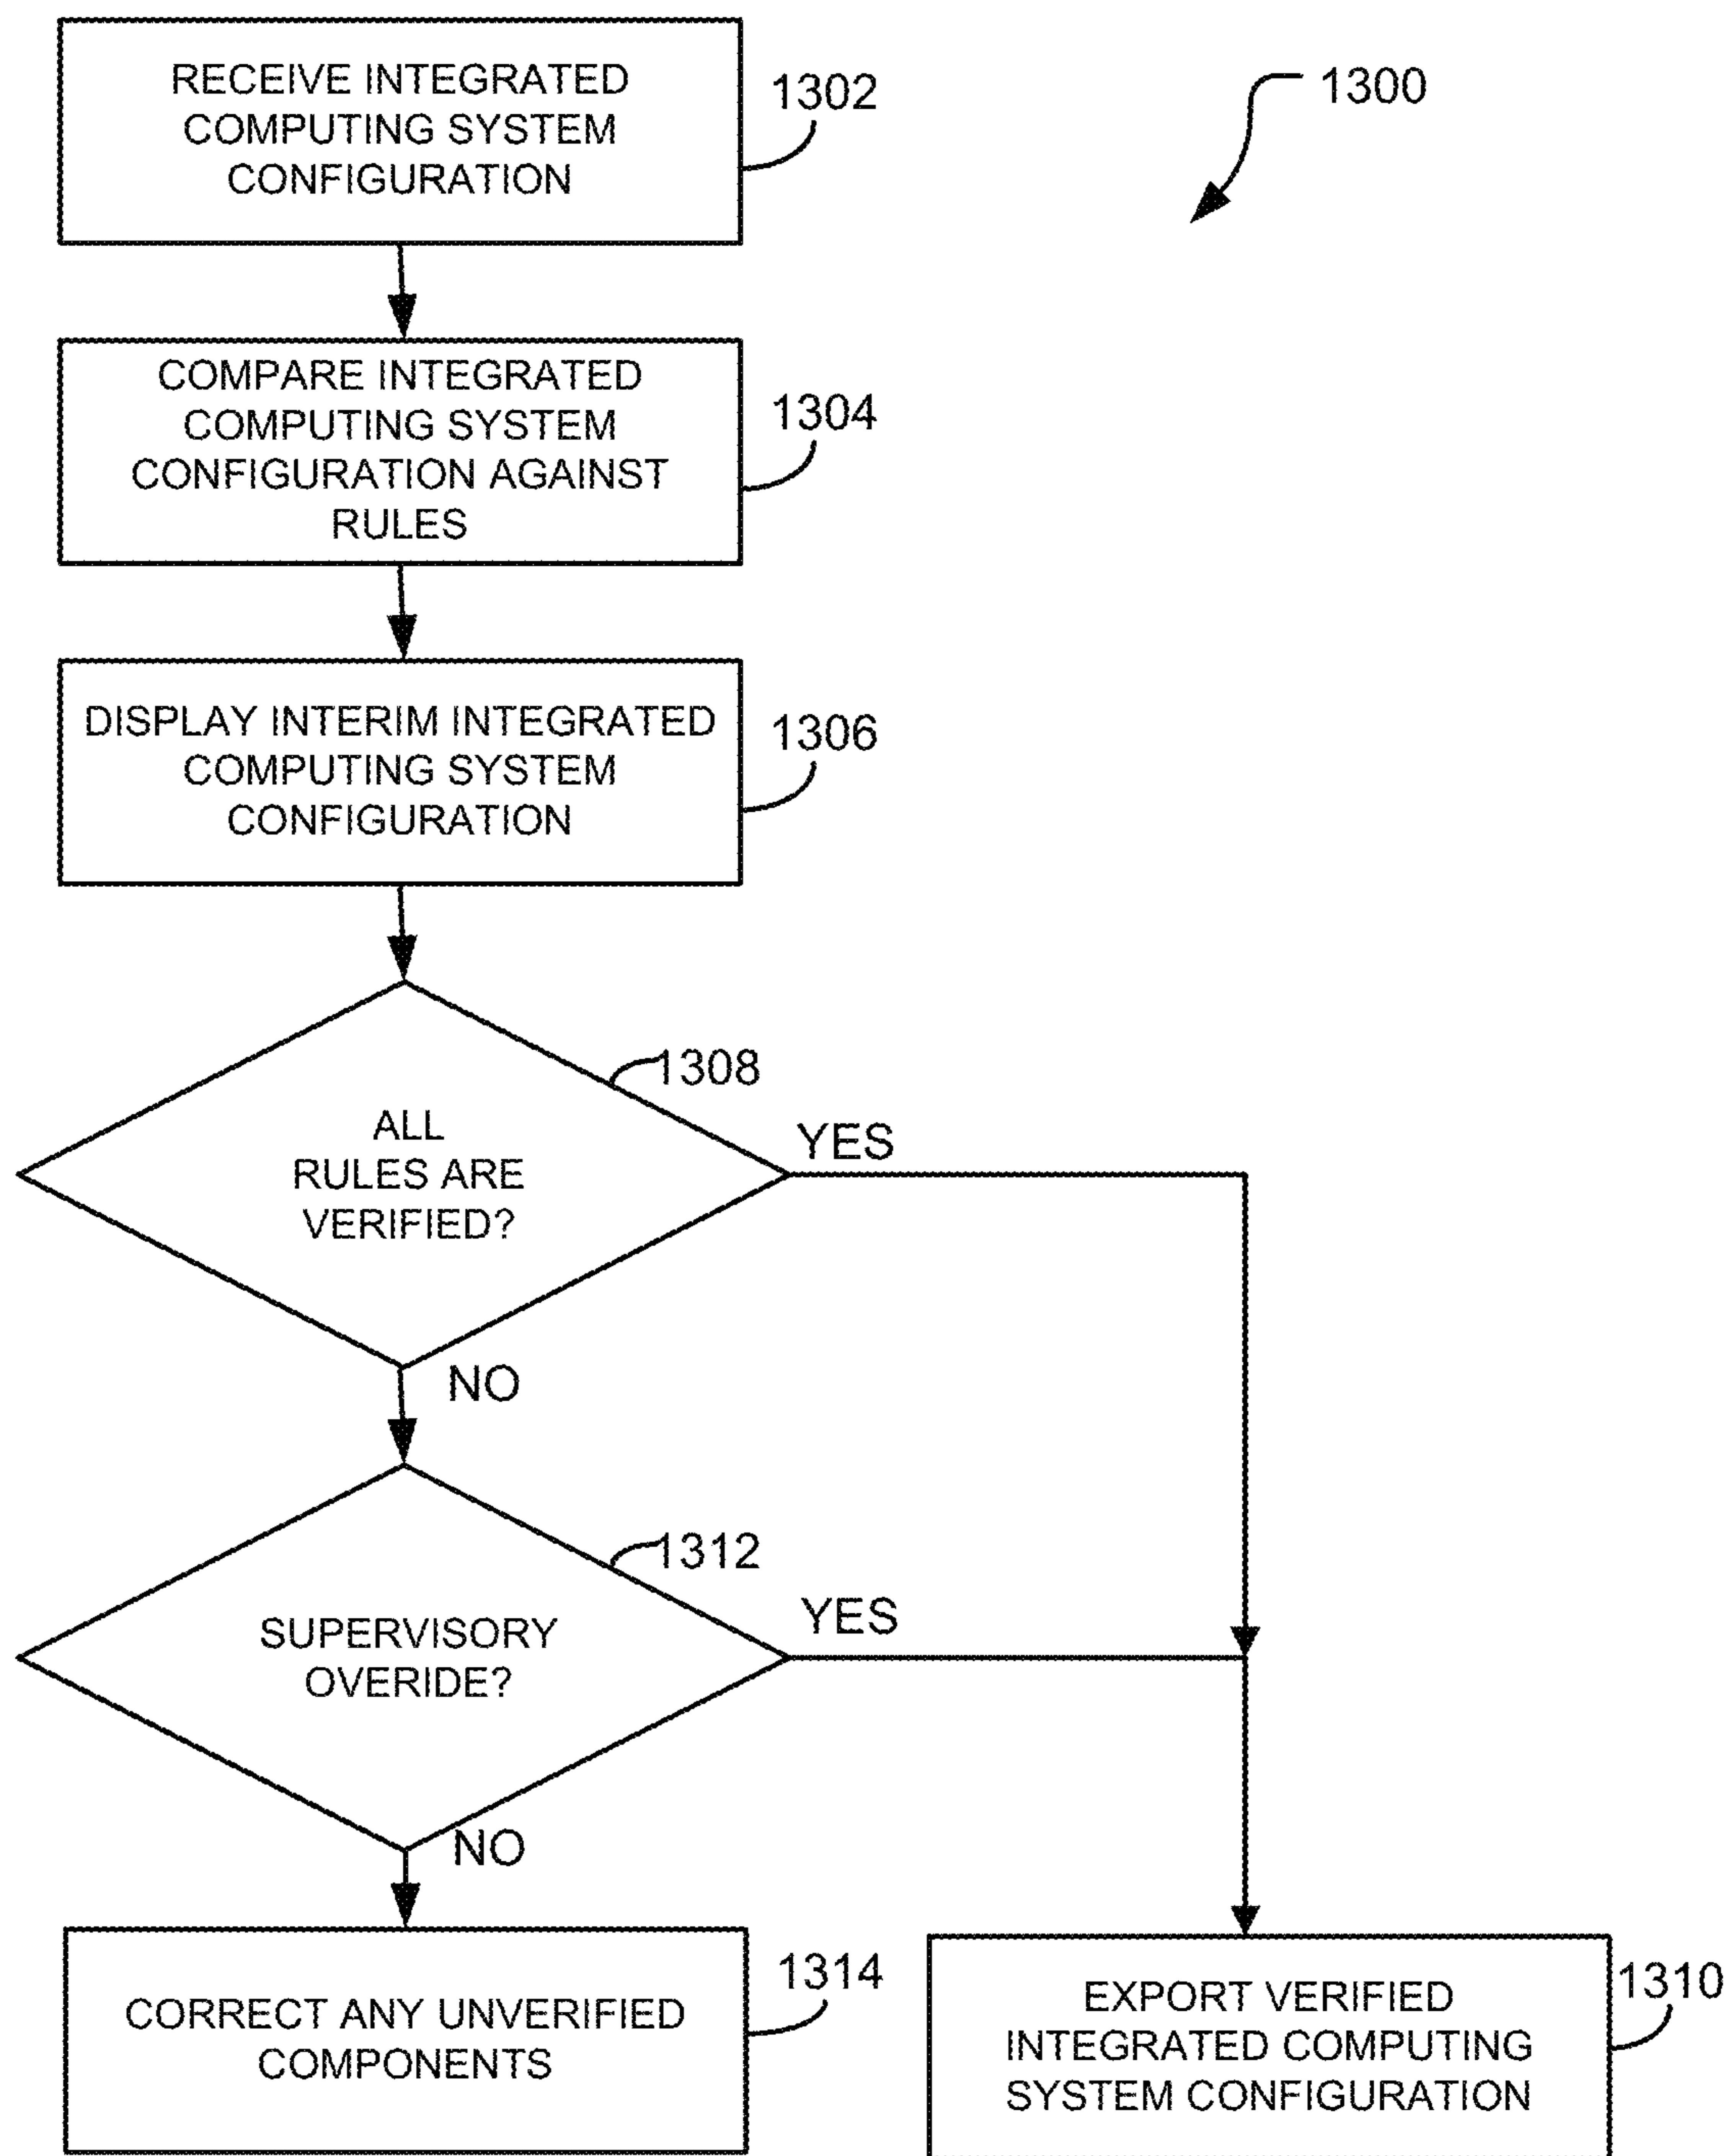 RECEIVE INTEGRATED
COMPUTING SYSTEM
CONFIGURATION
1302
1300
COMPARE INTEGRATED
COMPUTING SYSTEM
CONFIGURATION AGAINST
RULES
1304
DISPLAY INTERIM INTEGRATED
COMPUTING SYSTEM
CONFIGURATION
1306
ALL
RULES ARE
VERIFIED?
1308
YES
NO
SUPERVISORY
OVERIDE?
1312
YES
NO
CORRECT ANY UNVERIFIED
COMPONENTS
1314
EXPORT VERIFIED
INTEGRATED COMPUTING
SYSTEM CONFIGURATION
1310